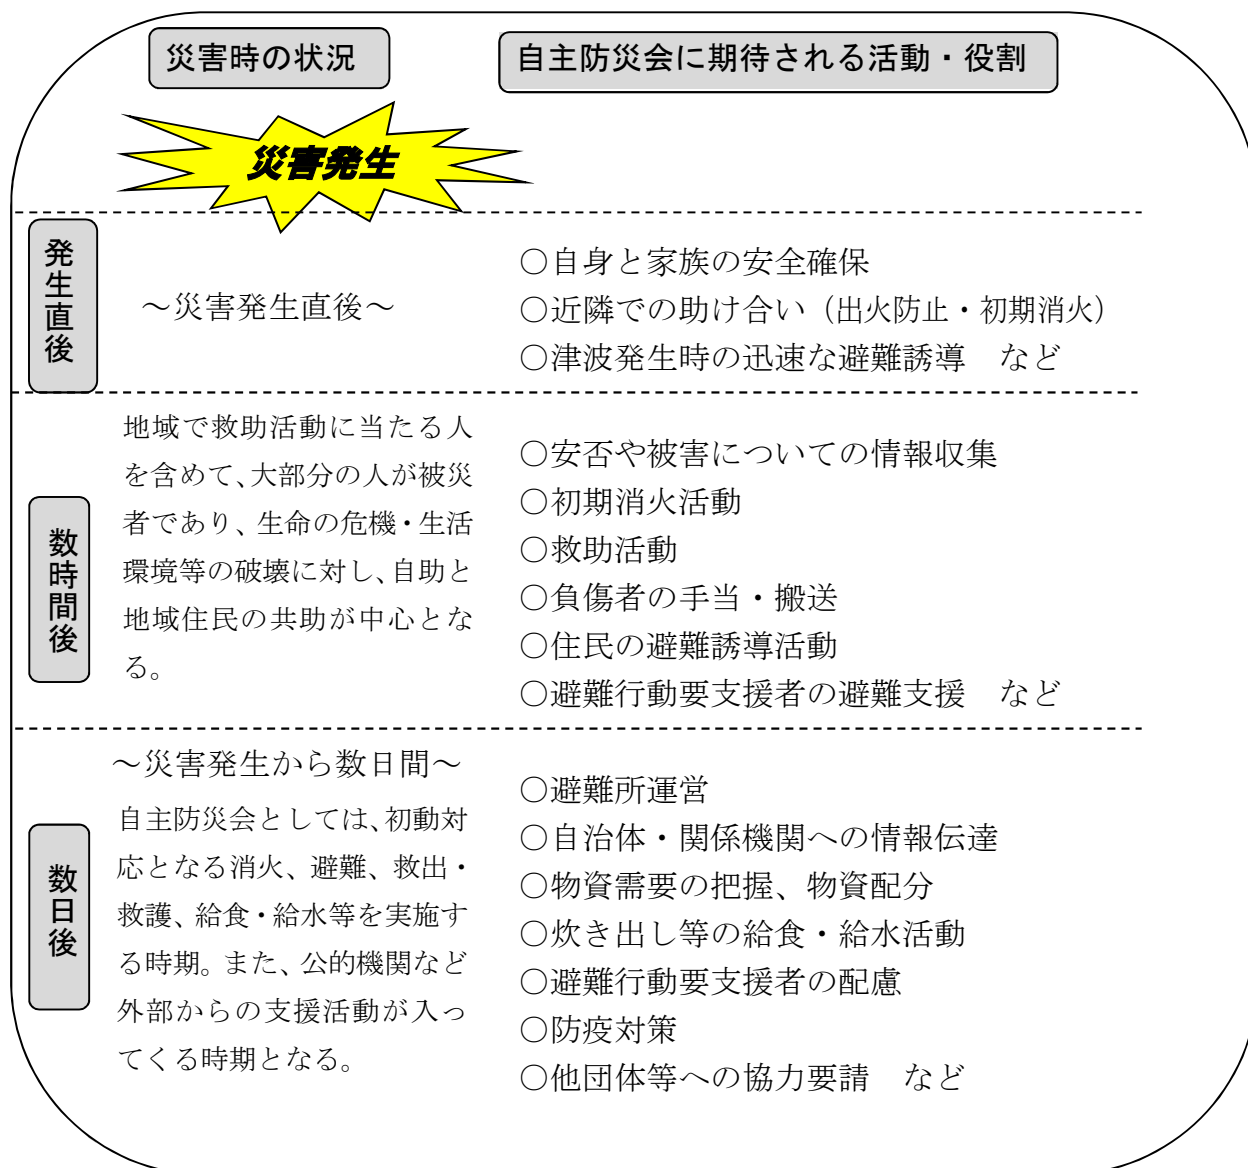 災害時の状況
自主防災会に期待される活動・役割
災害発生
発生直後
～災害発生直後～
○自身と家族の安全確保
○近隣での助け合い（出火防止・初期消火）
○津波発生時の迅速な避難誘導　など
数時間後
地域で救助活動に当たる人
を含めて、大部分の人が被災
者であり、生命の危機・生活
環境等の破壊に対し、自助と
地域住民の共助が中心とな
る。
○安否や被害についての情報収集
○初期消火活動
○救助活動
○負傷者の手当・搬送
○住民の避難誘導活動
○避難行動要支援者の避難支援　など
数日後
～災害発生から数日間～
自主防災会としては、初動対
応となる消火、避難、救出・
救護、給食・給水等を実施す
る時期。また、公的機関など
外部からの支援活動が入っ
てくる時期となる。
○避難所運営
○自治体・関係機関への情報伝達
○物資需要の把握、物資配分
○炊き出し等の給食・給水活動
○避難行動要支援者の配慮
○防疫対策
○他団体等への協力要請　など